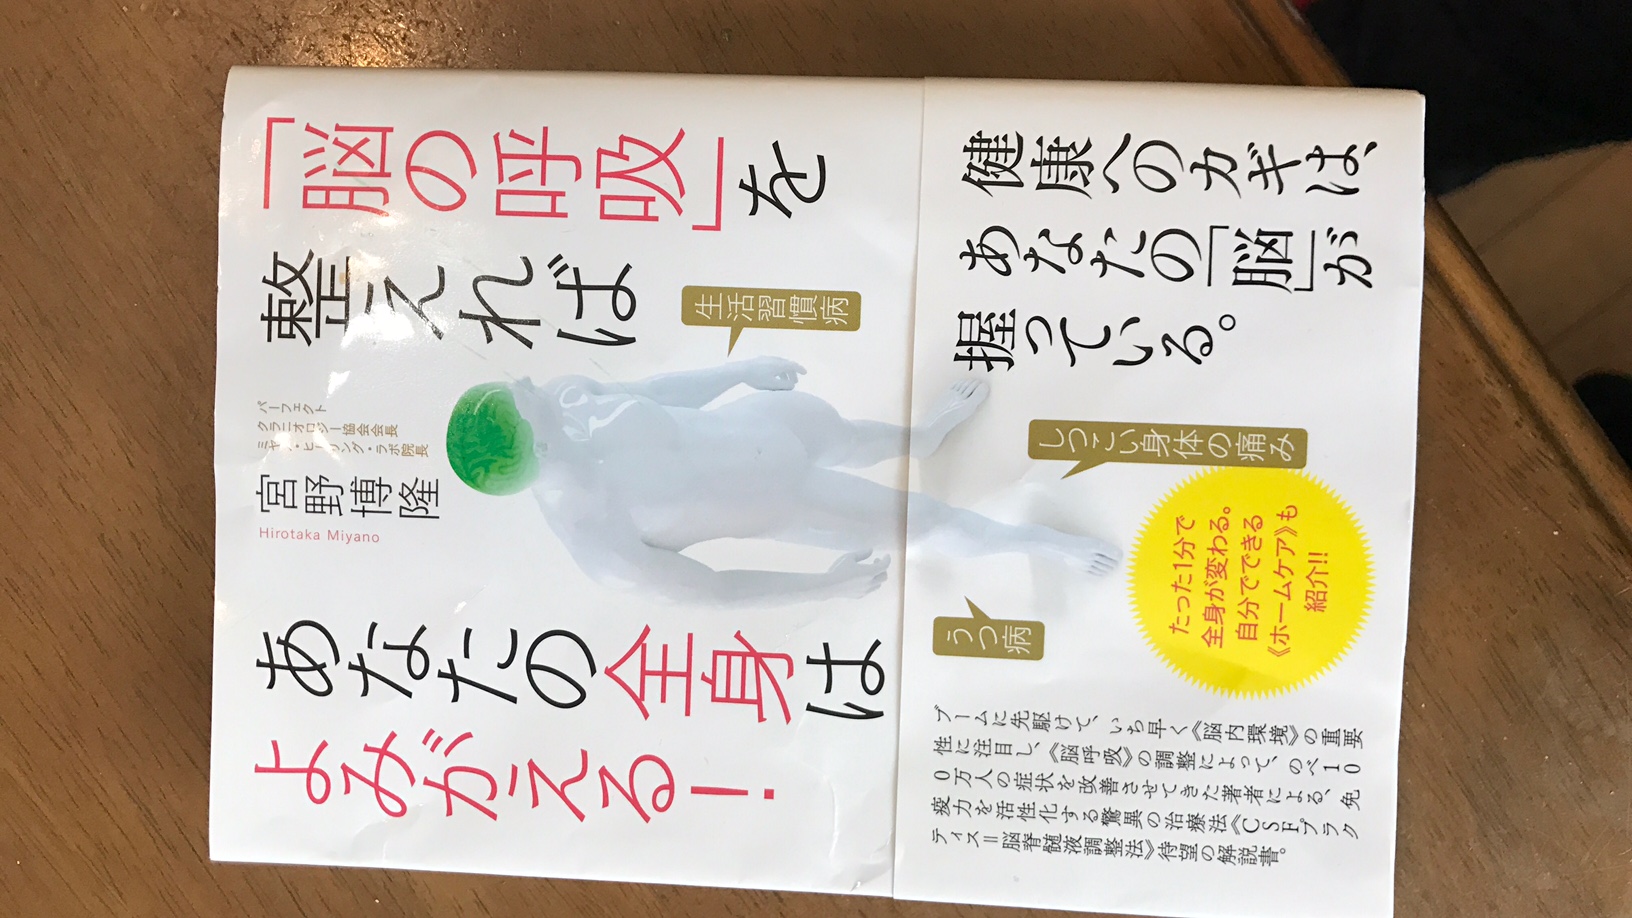 「脳の呼吸」を
整えれば
あなたの全身は
よみがえる!
パーフェクト
クラニオロジー協会会長
ミヤノ・ヒーリング・ラボ院長
宮野博隆
Hirotaka Miyano
生活習慣病
健康へのカギは、
あなたの「脳」が
握っている。
しつこい身体の痛み
うつ病
たった1分で
全身が変わる。
自分でできる
《ホームケア》も
紹介!!
ブームに先駆けて、いち早く《脳内環境》の重要
性に注目し、《脳呼吸》の調整によって、のべ10
0万人の症状を改善させてきた著者による、免
疫力を活性化する驚異の治療法《CSFプラク
ティス=脳脊髄液調整法》待望の解説書。